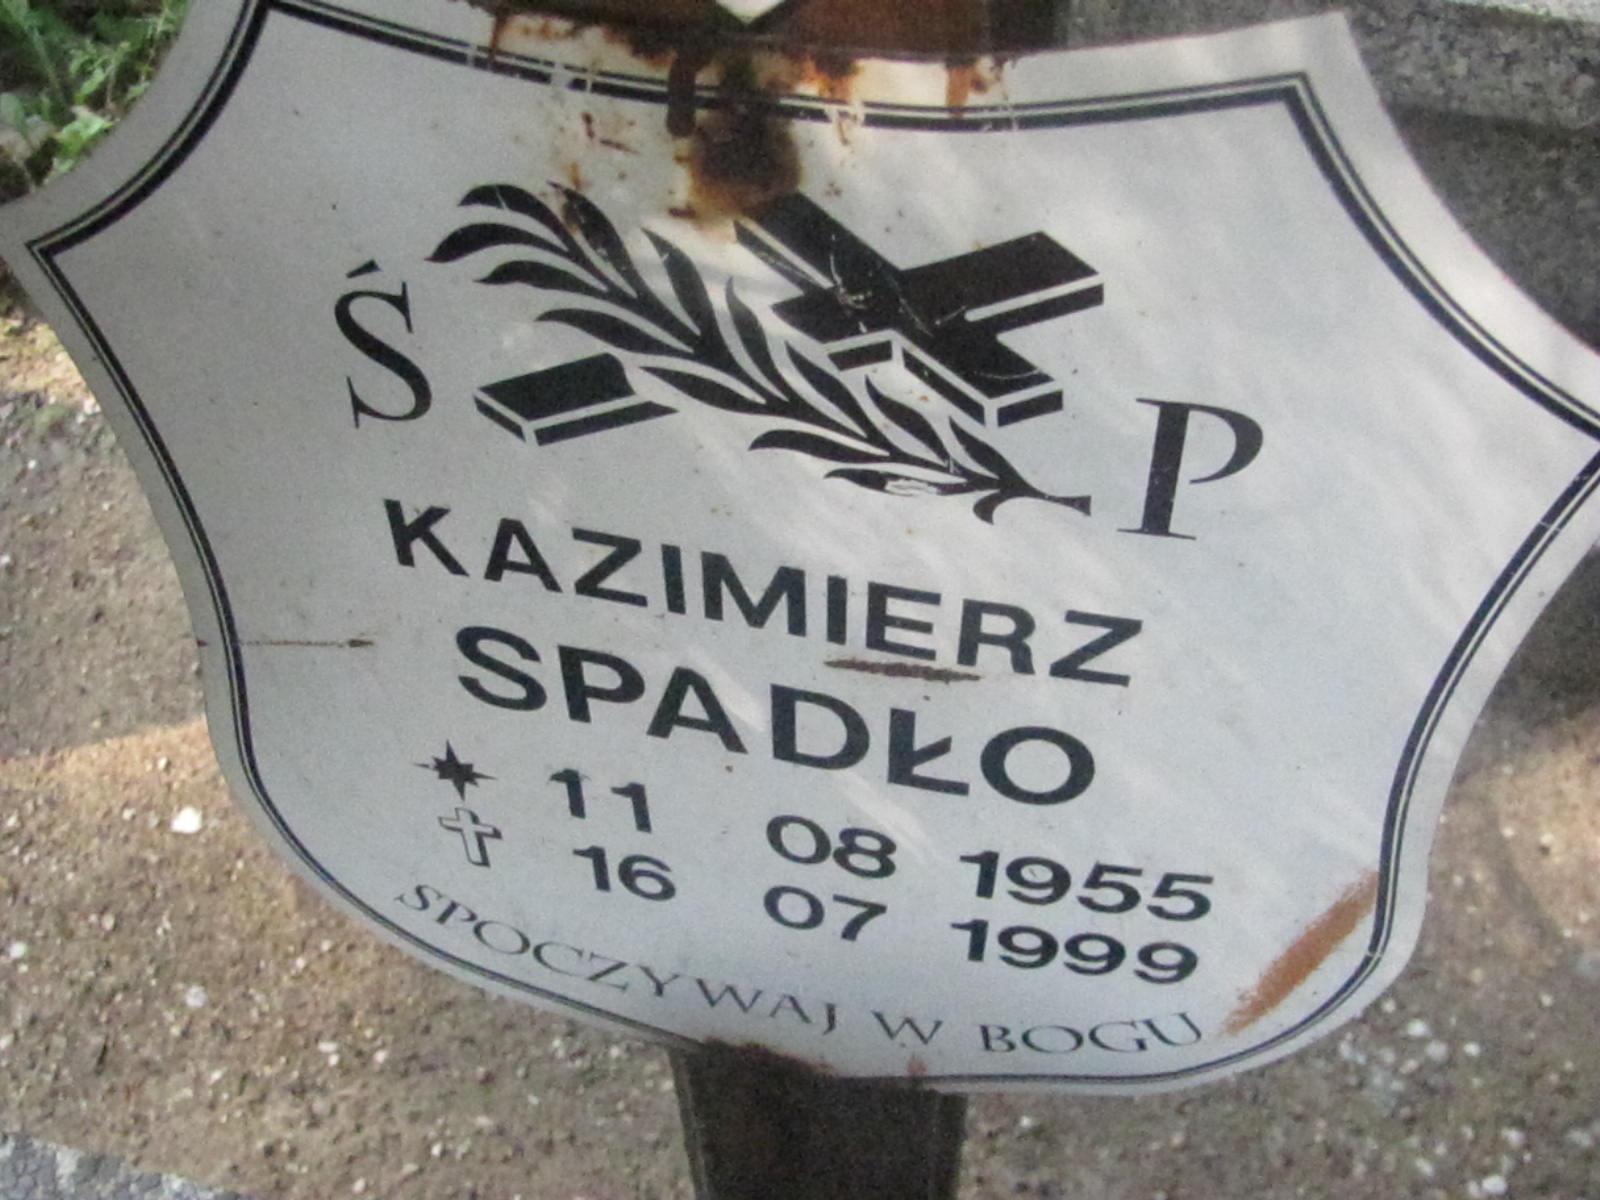 Ś P
KAZIMIERZ
SPADŁO
11 08 1955
16 07 1999
SPOCZYWAJ W BOGU